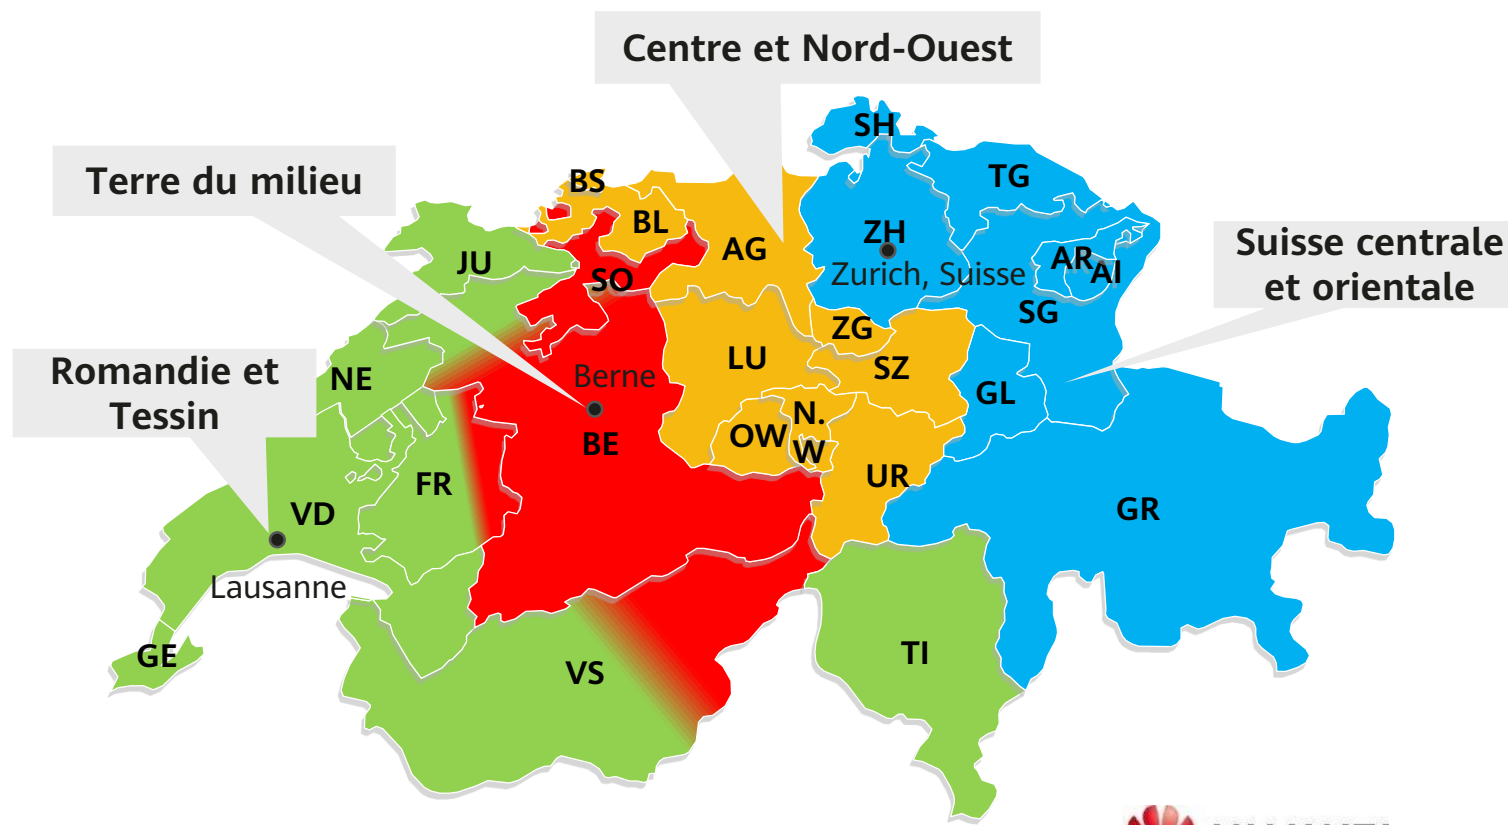 Centre et Nord-Ouest
SH
Terre du milieu
BS
TG
BL
ZH
AG
Suisse centrale
et orientale
JU
AR
AI
Zurich, Suisse
SO
SG
ZG
LU
SZ
Romandie et
Tessin
NE
Berne
GL
N.
W
OW
BE
UR
FR
GR
VD
Lausanne
GE
TI
VS